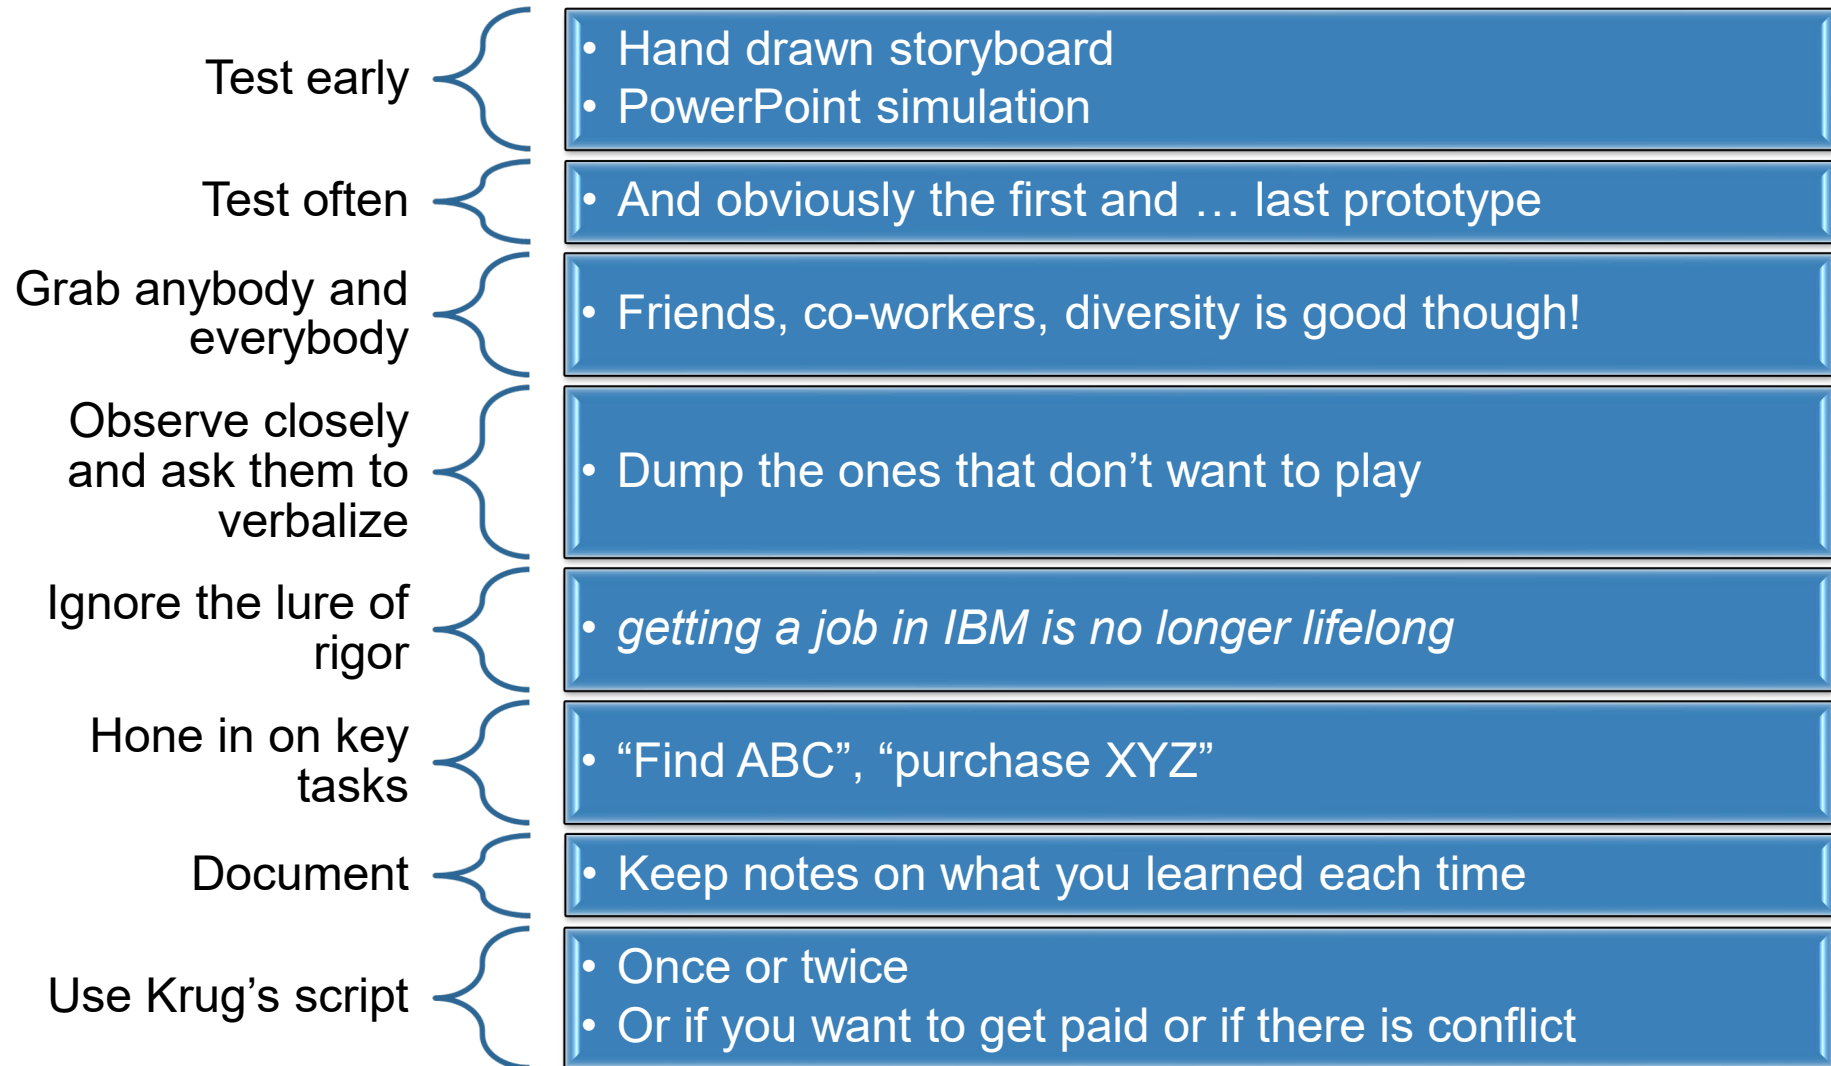 Test early
• Hand drawn storyboard
• PowerPoint simulation
Test often
• And obviously the first and … last prototype
Grab anybody and
everybody
• Friends, co-workers, diversity is good though!
Observe closely
and ask them to
verbalize
• Dump the ones that don’t want to play
Ignore the lure of
rigor
• getting a job in IBM is no longer lifelong
Hone in on key
tasks
• “Find ABC”, “purchase XYZ”
Document
• Keep notes on what you learned each time
Use Krug’s script
• Once or twice
• Or if you want to get paid or if there is conflict